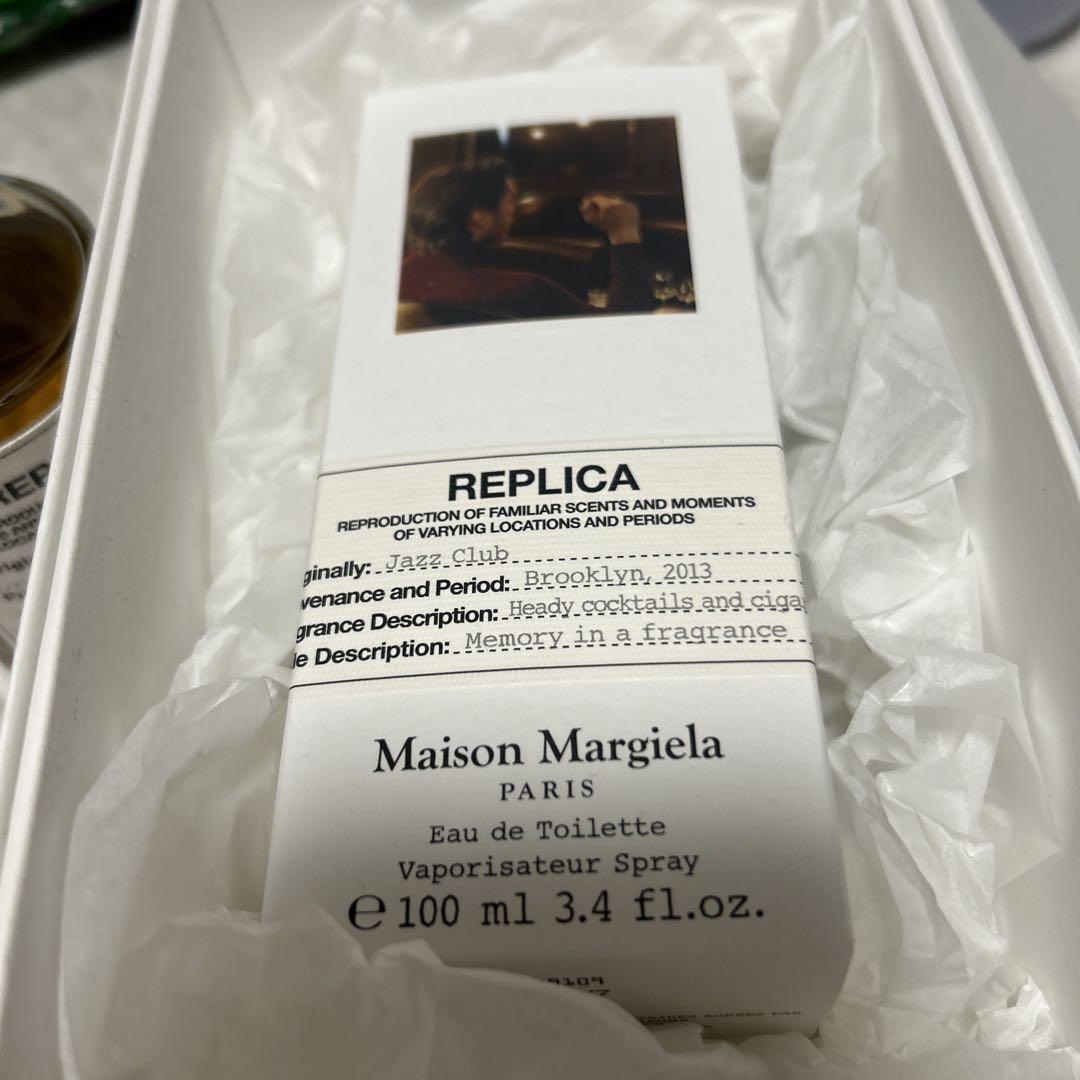 REPLICA
REPRODUCTION OF FAMILIAR SCENTS AND MOMENTS
OF VARYING LOCATIONS AND PERIODS
ginally: Jazz Club
venance and Period: Brooklyn, 2013
grance Description: Heady cocktails and ciga
le Description: Memory in a fragrance
Maison Margiela
PARIS
Eau de Toilette
Vaporisateur Spray
℮ 100 ml 3.4 fl.oz.
REP